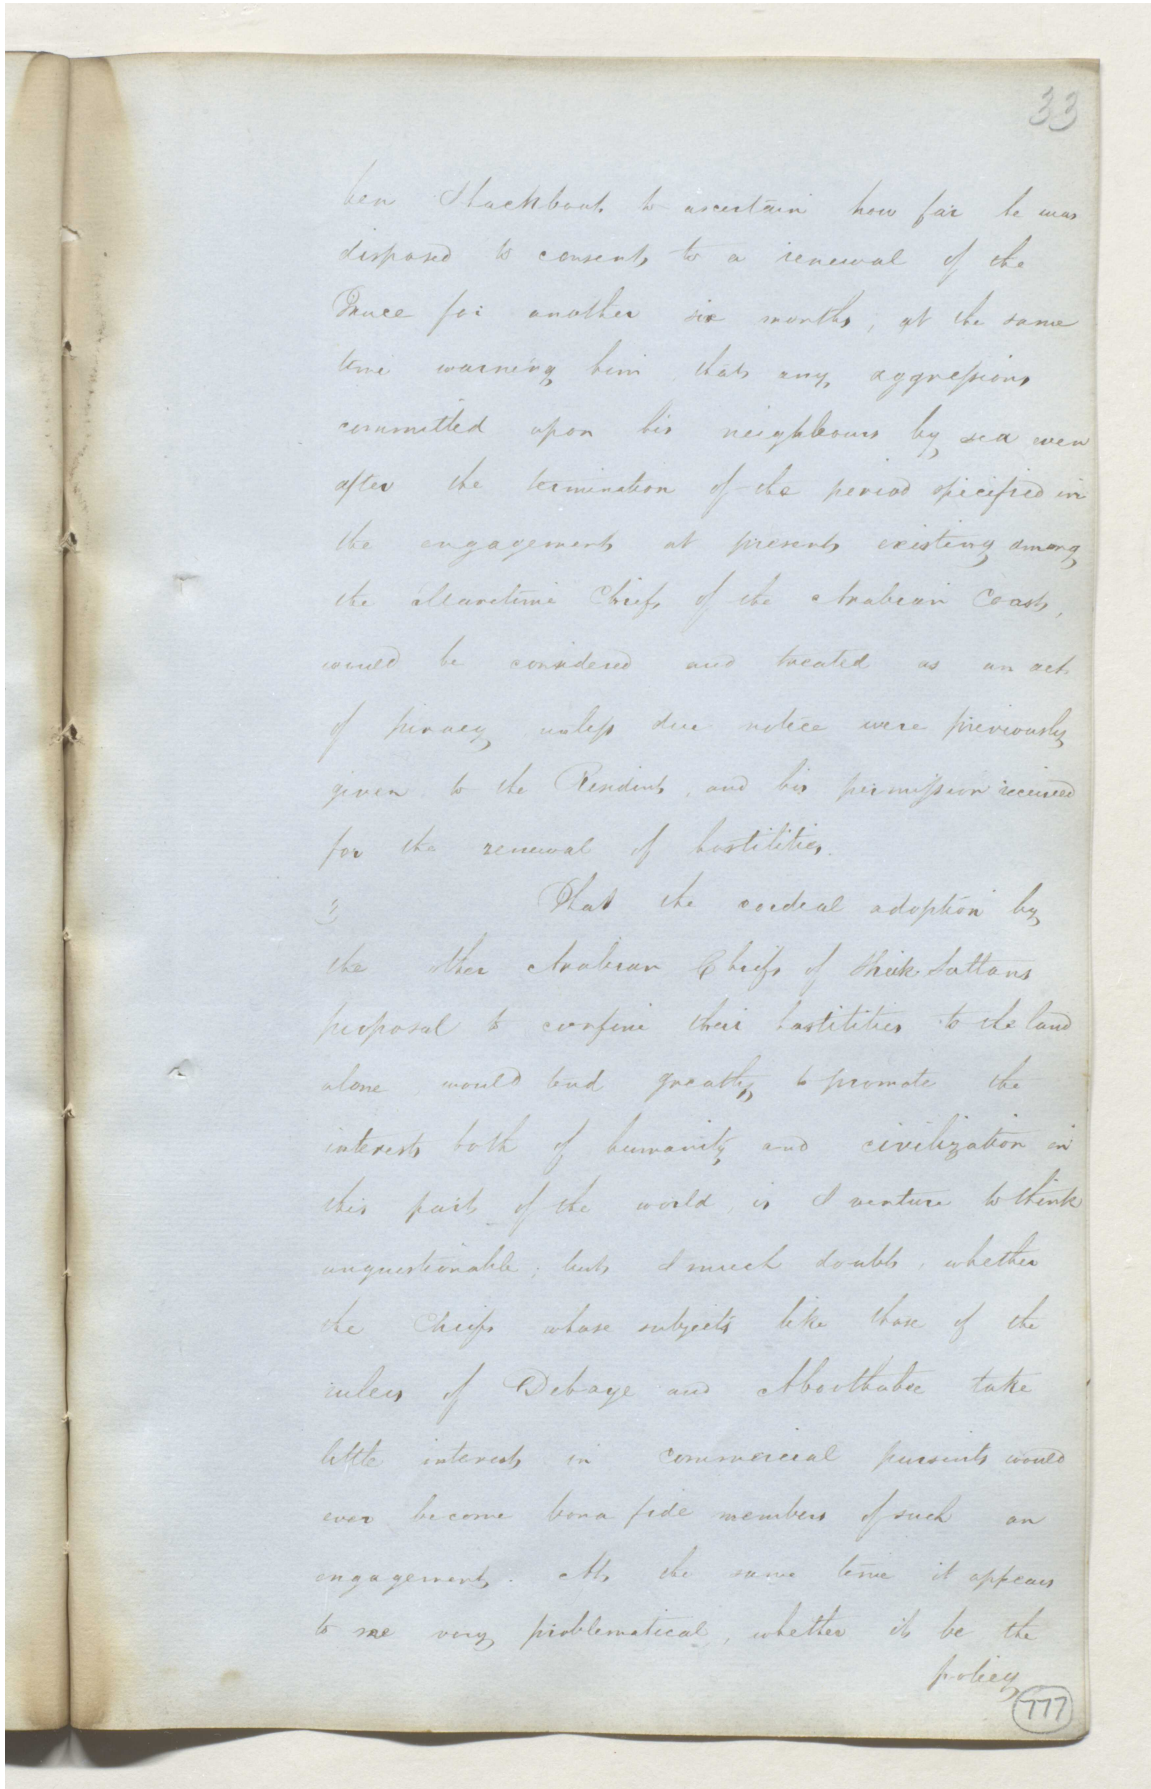 33
ben Shackboat, to ascertain how far he was
disposed to consent, to a renewal of the
Truce for another six months, at the same
time warning him that any aggressions
committed upon his neighbours by sea even
after the termination of the period specified in
the engagement at present existing among
the Maritime Chiefs of the Arabian Coast,
would be considered and treated as an act
of piracy unless due notice were previously
given to the Resident, and his permission received
for the renewal of hostilities.
3 That the cordial adoption by
the other Arabian Chiefs of Shiek Sultans
proposal to confine their hostilities to the land
alone would tend greatly to promote the
interests both of humanity and civilization in
this part of the world, is I venture to think
unquestionable; but I much doubt, whether
the Chiefs whose subjects like those of the
rulers of Debaye and Aboothabee take
little interest in commercial pursuits would
ever become bona fide members of such an
engagement. At the same time it appears
to me very problematical, whether it be the
policy
777